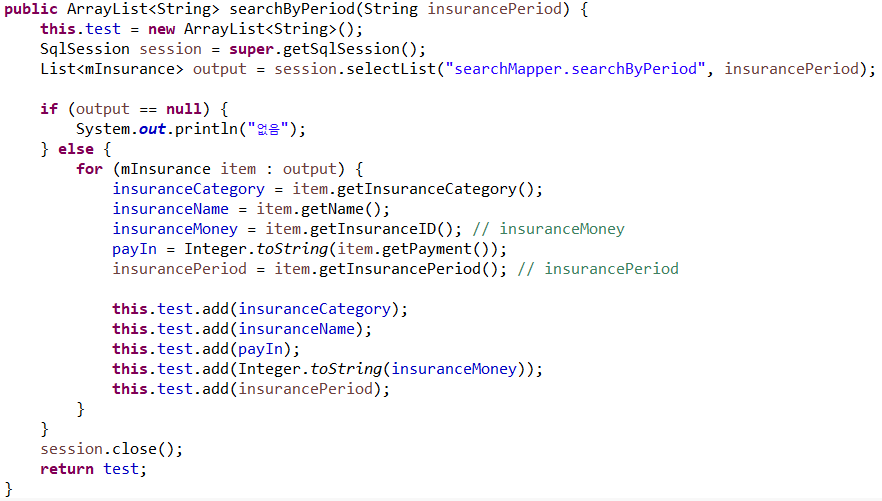 public ArrayList<String> searchByPeriod(String insurancePeriod) {
    this.test = new ArrayList<String>();
    SqlSession session = super.getSqlSession();
    List<mInsurance> output = session.selectList("searchMapper.searchByPeriod", insurancePeriod);

    if (output == null) {
        System.out.println("없음");
    } else {
        for (mInsurance item : output) {
            insuranceCategory = item.getInsuranceCategory();
            insuranceName = item.getName();
            insuranceMoney = item.getInsuranceID(); // insuranceMoney
            payIn = Integer.toString(item.getPayment());
            insurancePeriod = item.getInsurancePeriod(); // insurancePeriod

            this.test.add(insuranceCategory);
            this.test.add(insuranceName);
            this.test.add(payIn);
            this.test.add(Integer.toString(insuranceMoney));
            this.test.add(insurancePeriod);
        }
    }
    session.close();
    return test;
}